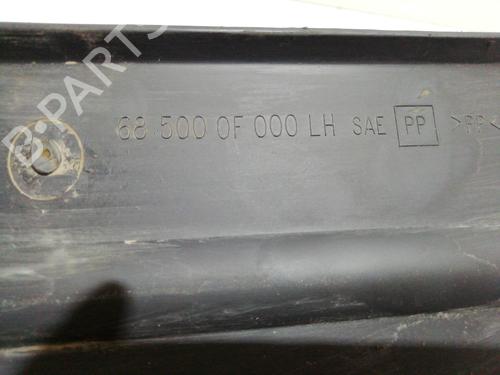 B-PARTS
68 500 0F 000 LH SAE PP >PP<